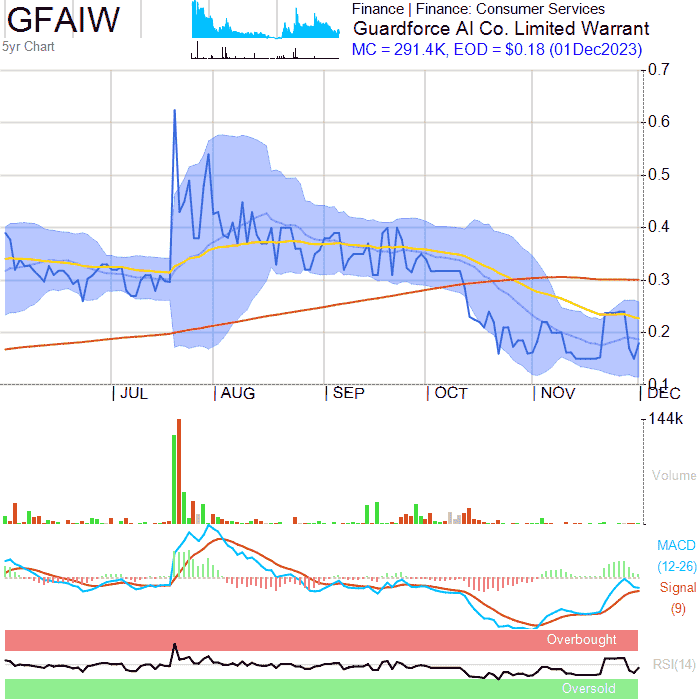 GFAIW
5yr Chart
Finance | Finance: Consumer Services
Guardforce AI Co. Limited Warrant
MC = 291.4K, EOD = $0.18 (01Dec2023)
0.7
0.6
0.5
0.4
0.3
0.2
0.1
JUL
AUG
SEP
OCT
NOV
DEC
144k
Volume
MACD
(12-26)
Signal
(9)
Overbought
RSI(14)
Oversold